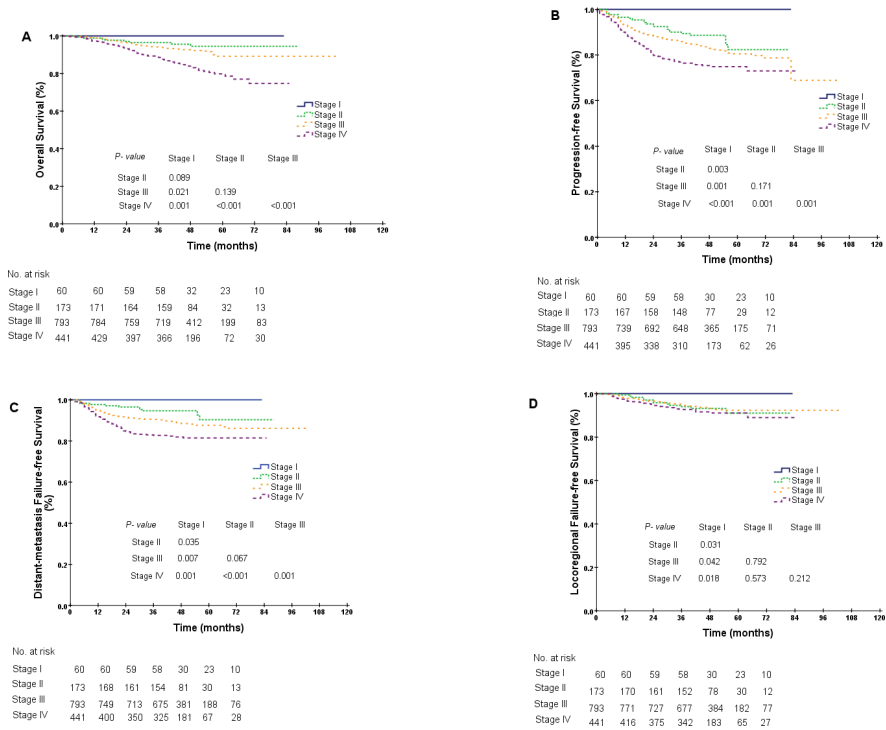 A
Overall Survival (%)
1.0
0.8
0.6
0.4
0.2
0.0
0 12 24 36 48 60 72 84 96 108 120
Time (months)
Stage I
Stage II
Stage III
Stage IV
P- value Stage I Stage II Stage III
Stage II 0.089
Stage III 0.021 0.139
Stage IV 0.001 <0.001 <0.001
No. at risk
Stage I 60 60 59 58 32 23 10
Stage II 173 171 164 159 84 32 13
Stage III 793 784 759 719 412 199 83
Stage IV 441 429 397 366 196 72 30
B
Progression-free Survival (%)
1.0
0.8
0.6
0.4
0.2
0.0
0 12 24 36 48 60 72 84 96 108 120
Time (months)
Stage I
Stage II
Stage III
Stage IV
P- value Stage I Stage II Stage III
Stage II 0.003
Stage III 0.001 0.171
Stage IV <0.001 0.001 0.001
No. at risk
Stage I 60 60 59 58 30 23 10
Stage II 173 167 158 148 77 29 12
Stage III 793 739 692 648 365 175 71
Stage IV 441 395 338 310 173 62 26
C
Distant-metastasis Failure-free Survival
(%)
1.0
0.8
0.6
0.4
0.2
0.0
0 12 24 36 48 60 72 84 96 108 120
Time (months)
Stage I
Stage II
Stage III
Stage IV
P- value Stage I Stage II Stage III
Stage II 0.035
Stage III 0.007 0.067
Stage IV 0.001 <0.001 0.001
No. at risk
Stage I 60 60 59 58 30 23 10
Stage II 173 168 161 154 81 30 13
Stage III 793 749 713 675 381 188 76
Stage IV 441 400 350 325 181 67 28
D
Locoregional Failure-free Survival (%)
1.0
0.8
0.6
0.4
0.2
0.0
0 12 24 36 48 60 72 84 96 108 120
Time (months)
Stage I
Stage II
Stage III
Stage IV
P- value Stage I Stage II Stage III
Stage II 0.031
Stage III 0.042 0.792
Stage IV 0.018 0.573 0.212
No. at risk
Stage I 60 60 59 58 30 23 10
Stage II 173 170 161 152 78 30 12
Stage III 793 771 727 677 384 182 77
Stage IV 441 416 375 342 183 65 27